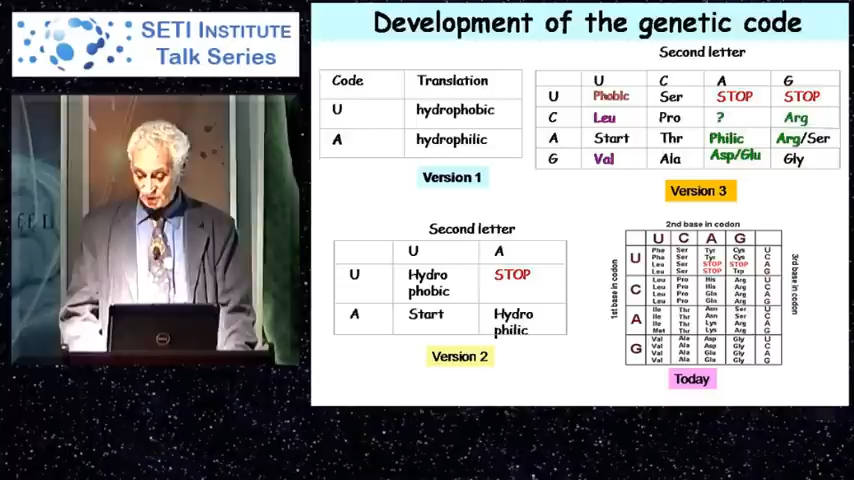 SETI INSTITUTE
Talk Series
Development of the genetic code
Code Translation
U hydrophobic
A hydrophilic
Version 1
Second letter
U C A G
U Phobic Ser STOP STOP
C Leu Pro ? Arg
A Start Thr Philic Arg/Ser
G Val Ala Asp/Glu Gly
Version 3
Second letter
U A
U Hydro STOP
phobic
A Start Hydro
philic
Version 2
2nd base in codon
U C A G
1st base in codon
3rd base in codon
U
Phe Ser Tyr Cys U
Phe Ser Tyr Cys C
Leu Ser STOP STOP A
Leu Ser STOP Trp G
C
Leu Pro His Arg U
Leu Pro His Arg C
Leu Pro Gln Arg A
Leu Pro Gln Arg G
A
Ile Thr Asn Ser U
Ile Thr Asn Ser C
Ile Thr Lys Arg A
Met Thr Lys Arg G
G
Val Ala Asp Gly U
Val Ala Asp Gly C
Val Ala Glu Gly A
Val Ala Glu Gly G
Today